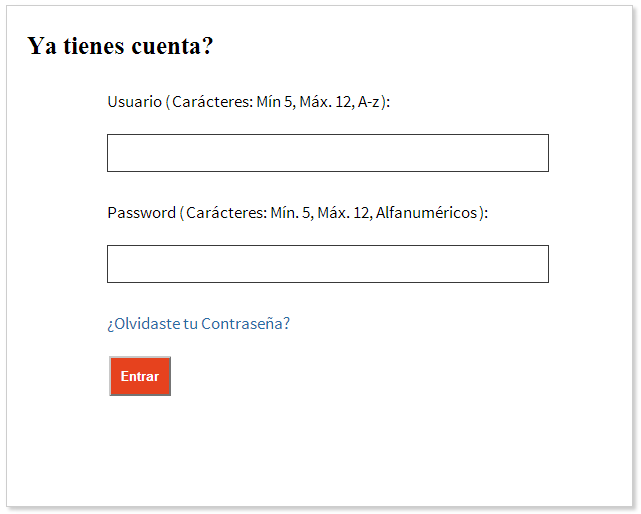 Ya tienes cuenta?
Usuario (Carácteres: Mín 5, Máx. 12, A-z):
Password (Carácteres: Mín. 5, Máx. 12, Alfanuméricos):
¿Olvidaste tu Contraseña?
Entrar